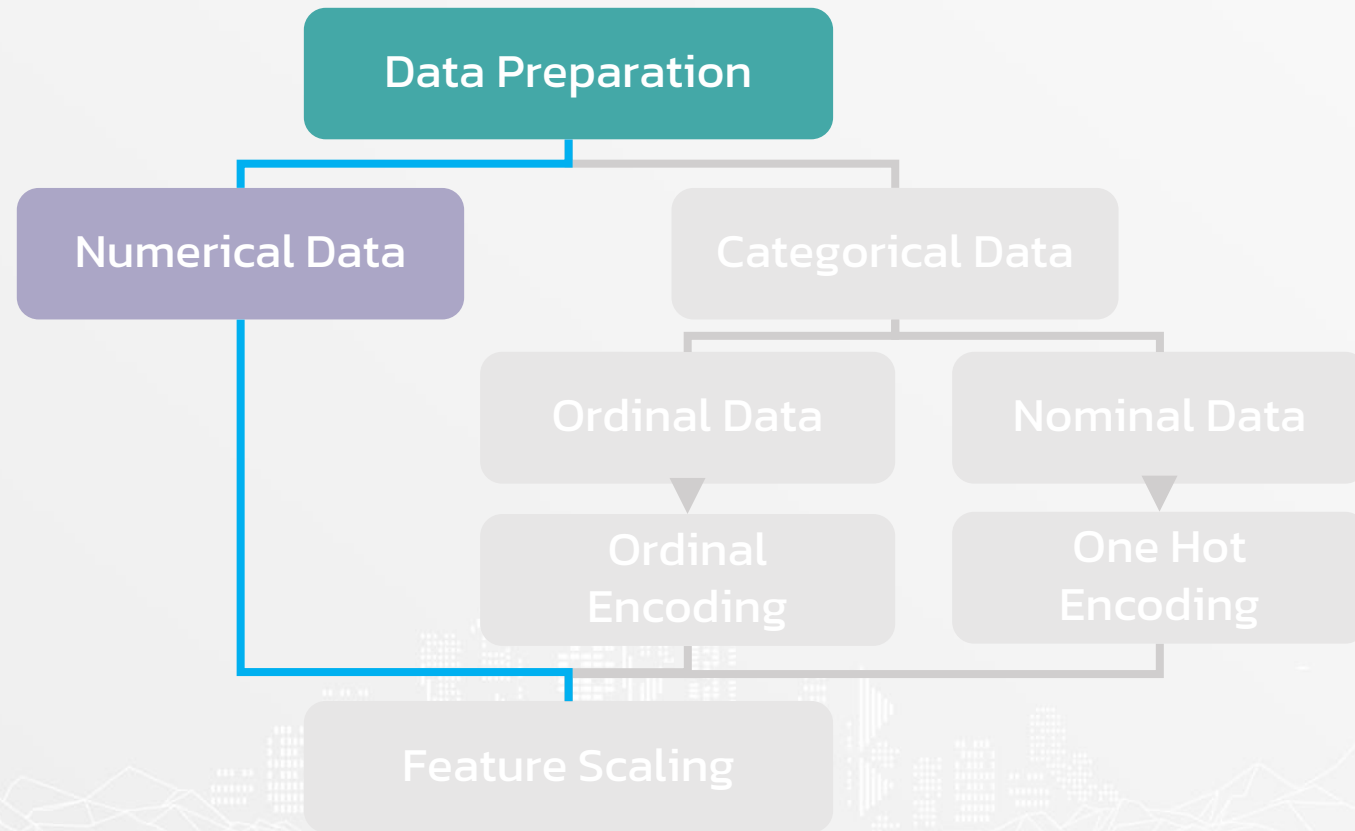 Data Preparation
Numerical Data
Categorical Data
Ordinal Data
Nominal Data
Ordinal
Encoding
One Hot
Encoding
Feature Scaling